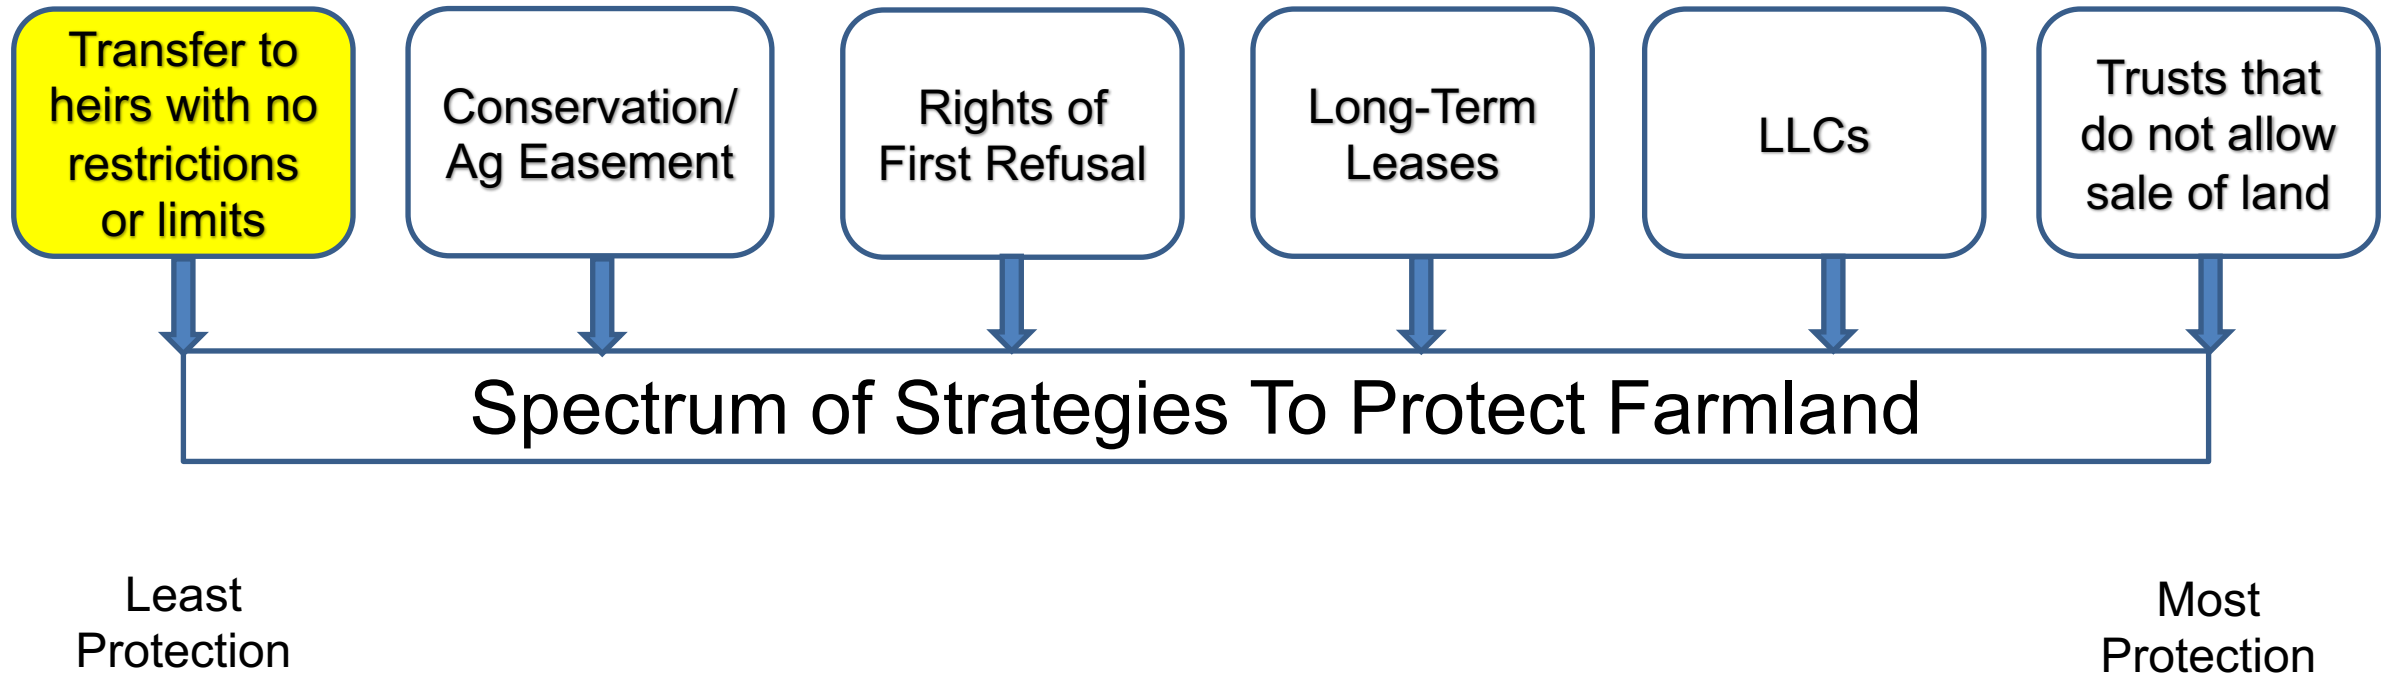 Transfer to
heirs with no
restrictions
or limits
Conservation/
Ag Easement
Rights of
First Refusal
Long-Term
Leases
LLCs
Trusts that
do not allow
sale of land
Spectrum of Strategies To Protect Farmland
Least
Protection
Most
Protection